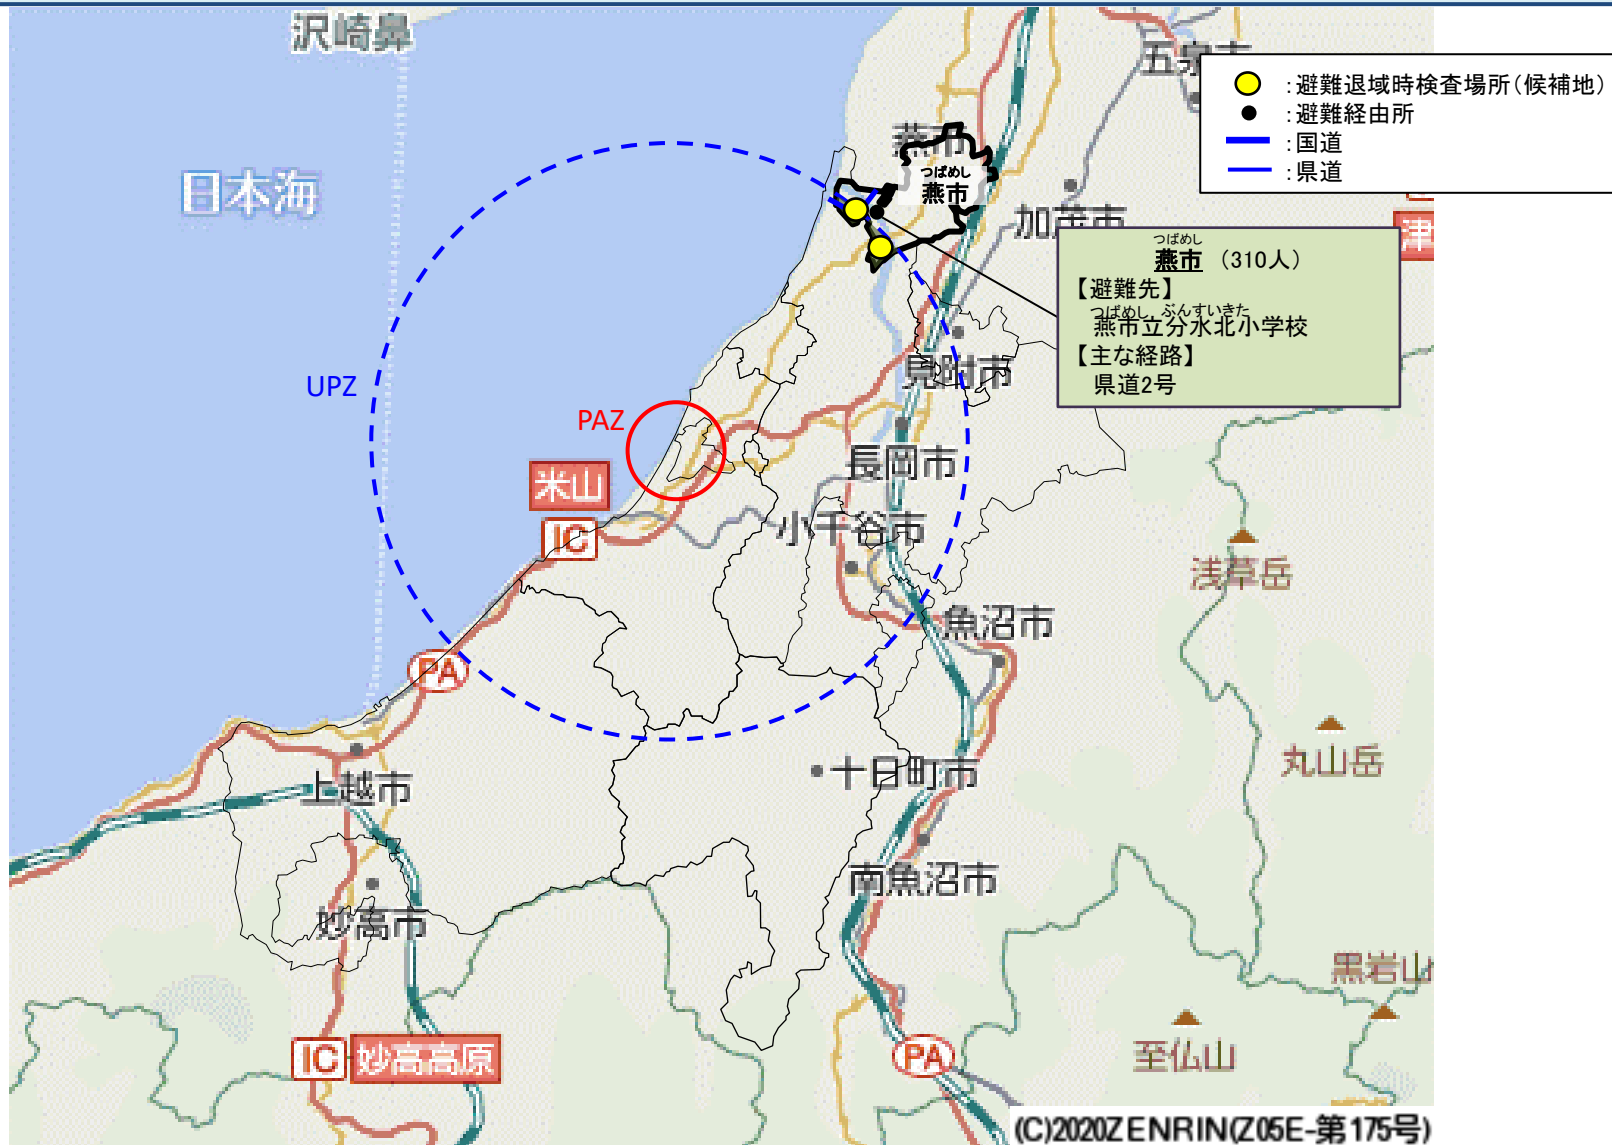 沢崎鼻
五泉市
：避難退域時検査場所（候補地）
：避難経由所
：国道
：県道
燕市
つばめし
燕市
日本海
加茂市
津
つばめし
燕市（310人）
【避難先】
つばめし ぶんすいきた
燕市立分水北小学校
【主な経路】
県道2号
見附市
UPZ
PAZ
長岡市
米山
IC
小千谷市
浅草岳
魚沼市
PA
丸山岳
十日町市
上越市
南魚沼市
妙高市
黒岩山
至仏山
IC 妙高高原
PA
(C)2020ZENRIN(Z05E-第175号)